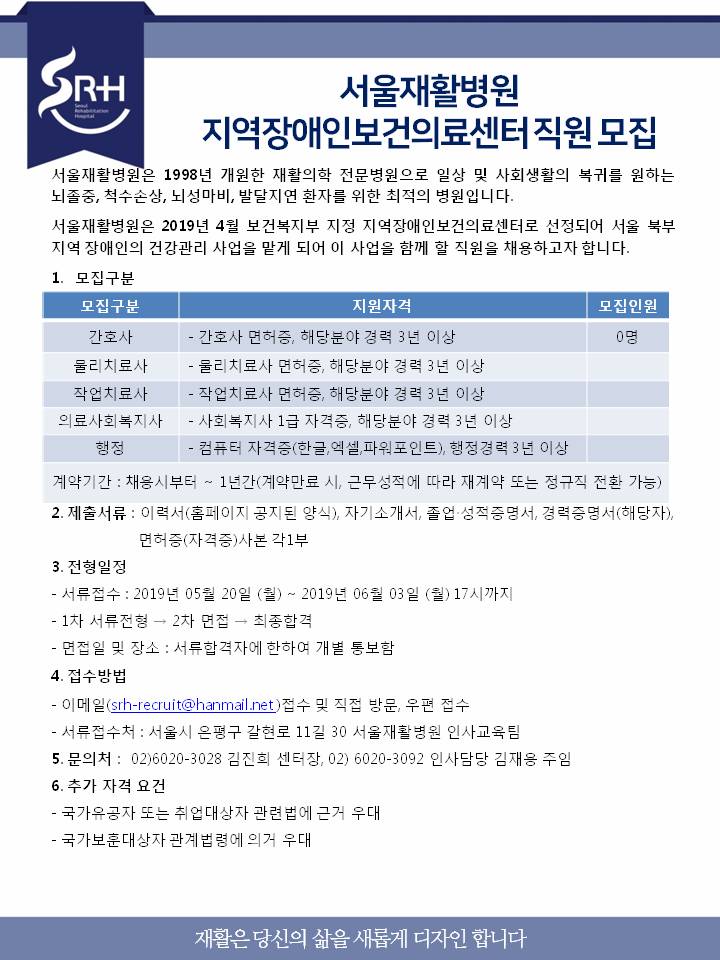 SRH
Seoul
Rehabilitation
Hospital
서울재활병원
지역장애인보건의료센터 직원 모집
서울재활병원은 1998년 개원한 재활의학 전문병원으로 일상 및 사회생활의 복귀를 원하는
뇌졸중, 척수손상, 뇌성마비, 발달지연 환자를 위한 최적의 병원입니다.
서울재활병원은 2019년 4월 보건복지부 지정 지역장애인보건의료센터로 선정되어 서울 북부
지역 장애인의 건강관리 사업을 맡게 되어 이 사업을 함께 할 직원을 채용하고자 합니다.
1. 모집구분
모집구분 지원자격 모집인원
간호사 - 간호사 면허증, 해당분야 경력 3년 이상 0명
물리치료사 - 물리치료사 면허증, 해당분야 경력 3년 이상
작업치료사 - 작업치료사 면허증, 해당분야 경력 3년 이상
의료사회복지사 - 사회복지사 1급 자격증, 해당분야 경력 3년 이상
행정 - 컴퓨터 자격증(한글,엑셀,파워포인트), 행정경력 3년 이상
계약기간 : 채용시부터 ~ 1년간(계약만료 시, 근무성적에 따라 재계약 또는 정규직 전환 가능)
2. 제출서류 : 이력서(홈페이지 공지된 양식), 자기소개서, 졸업·성적증명서, 경력증명서(해당자),
면허증(자격증)사본 각1부
3. 전형일정
- 서류접수 : 2019년 05월 20일 (월) ~ 2019년 06월 03일 (월) 17시까지
- 1차 서류전형 → 2차 면접 → 최종합격
- 면접일 및 장소 : 서류합격자에 한하여 개별 통보함
4. 접수방법
- 이메일(srh-recruit@hanmail.net )접수 및 직접 방문, 우편 접수
- 서류접수처 : 서울시 은평구 갈현로 11길 30 서울재활병원 인사교육팀
5. 문의처 : 02)6020-3028 김진희 센터장, 02) 6020-3092 인사담당 김재용 주임
6. 추가 자격 요건
- 국가유공자 또는 취업대상자 관련법에 근거 우대
- 국가보훈대상자 관계법령에 의거 우대
재활은 당신의 삶을 새롭게 디자인 합니다